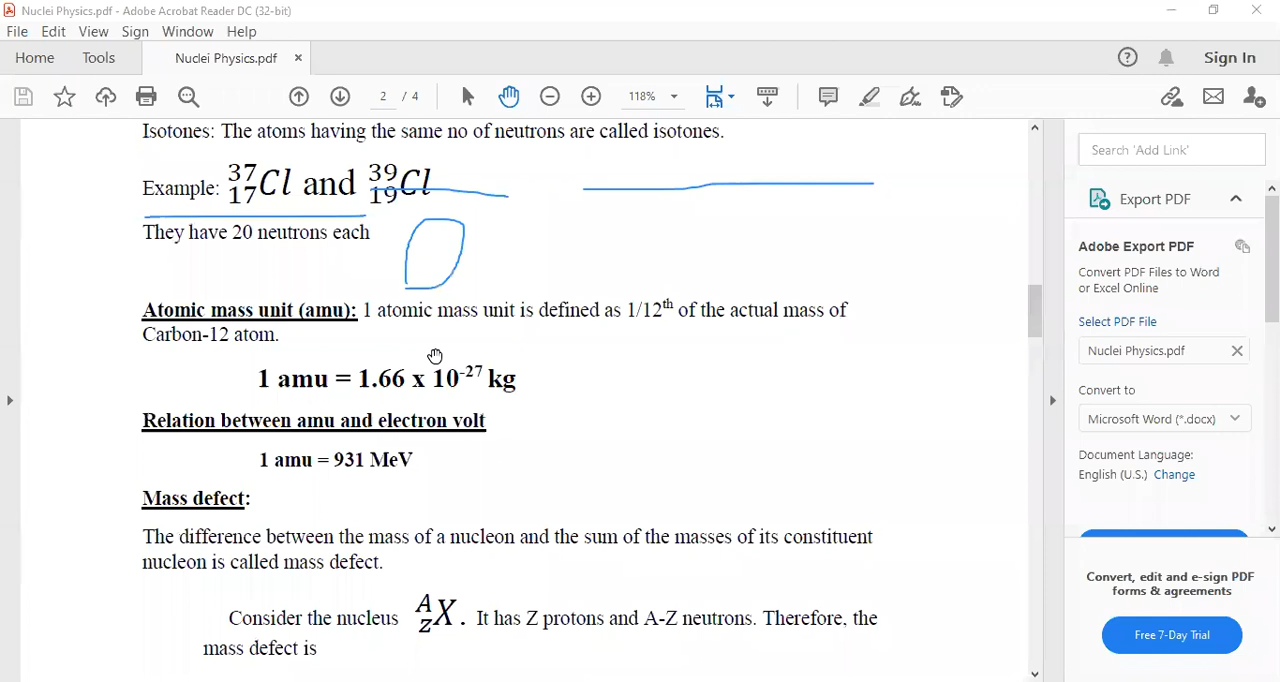 Nuclei Physics.pdf - Adobe Acrobat Reader DC (32-bit)
File Edit View Sign Window Help
Home Tools Nuclei Physics.pdf × Sign In
2 / 4 118%
Isotones: The atoms having the same no of neutrons are called isotones.
Example: ³⁷₁₇Cl and ³⁹₁₉Cl
They have 20 neutrons each
Atomic mass unit (amu): 1 atomic mass unit is defined as 1/12ᵗʰ of the actual mass of
Carbon-12 atom.
1 amu = 1.66 x 10⁻²⁷ kg
Relation between amu and electron volt
1 amu = 931 MeV
Mass defect:
The difference between the mass of a nucleon and the sum of the masses of its constituent
nucleon is called mass defect.
Consider the nucleus ᴬ_ZX. It has Z protons and A-Z neutrons. Therefore, the
mass defect is
Search 'Add Link'
Export PDF
Adobe Export PDF
Convert PDF Files to Word
or Excel Online
Select PDF File
Nuclei Physics.pdf
Convert to
Microsoft Word (*.docx)
Document Language:
English (U.S.) Change
Convert, edit and e-sign PDF
forms & agreements
Free 7-Day Trial